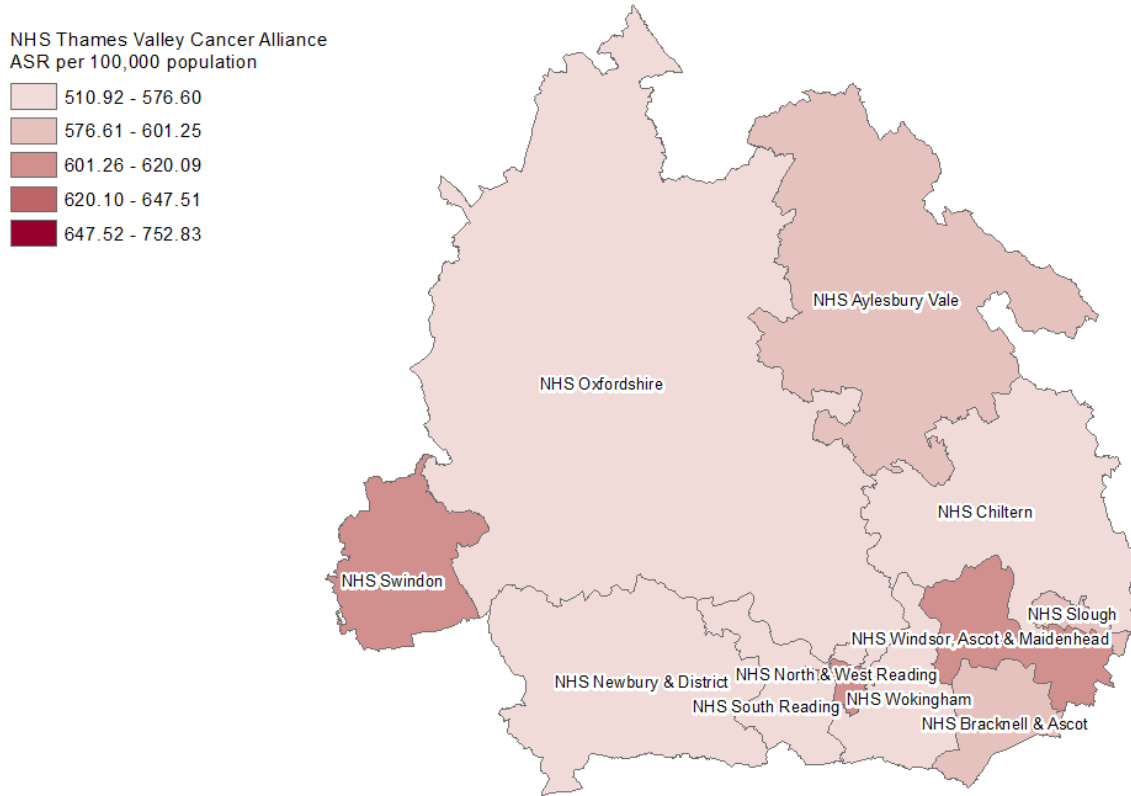 NHS Thames Valley Cancer Alliance
ASR per 100,000 population
510.92 - 576.60
576.61 - 601.25
601.26 - 620.09
620.10 - 647.51
647.52 - 752.83
NHS Aylesbury Vale
NHS Oxfordshire
NHS Chiltern
NHS Swindon
NHS Slough
NHS Windsor, Ascot & Maidenhead
NHS North & West Reading
NHS Newbury & District
NHS Wokingham
NHS South Reading
NHS Bracknell & Ascot